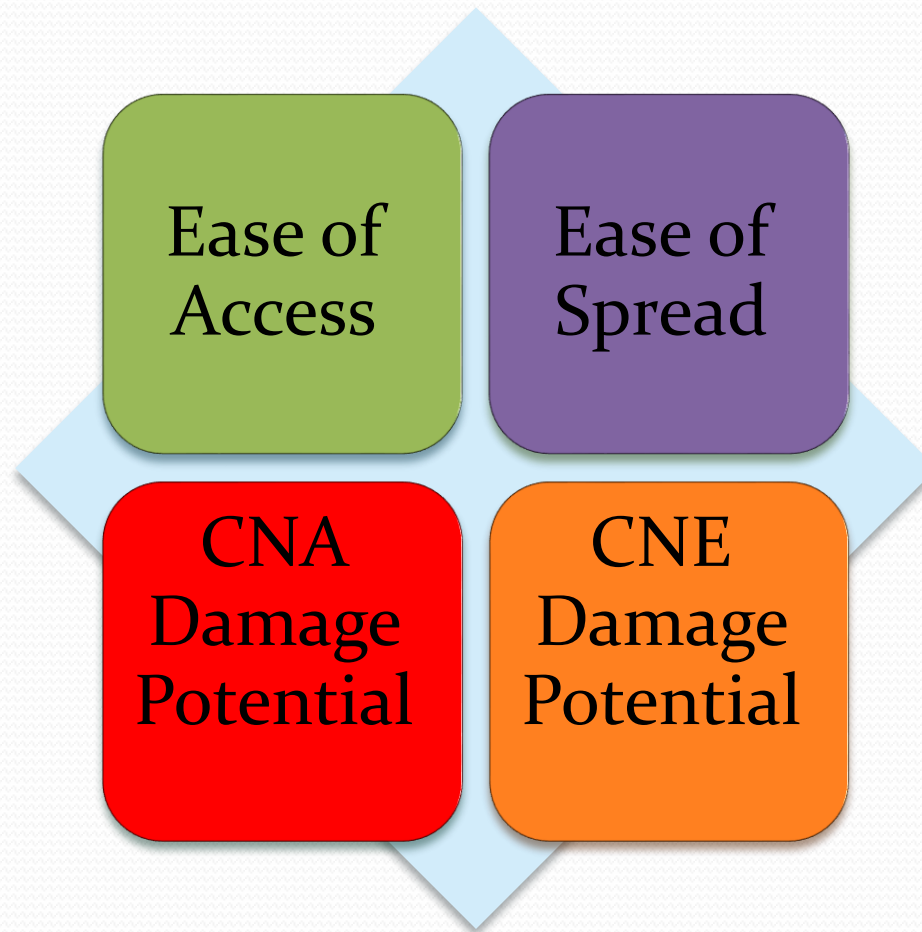 Ease of
Access
Ease of
Spread
CNA
Damage
Potential
CNE
Damage
Potential